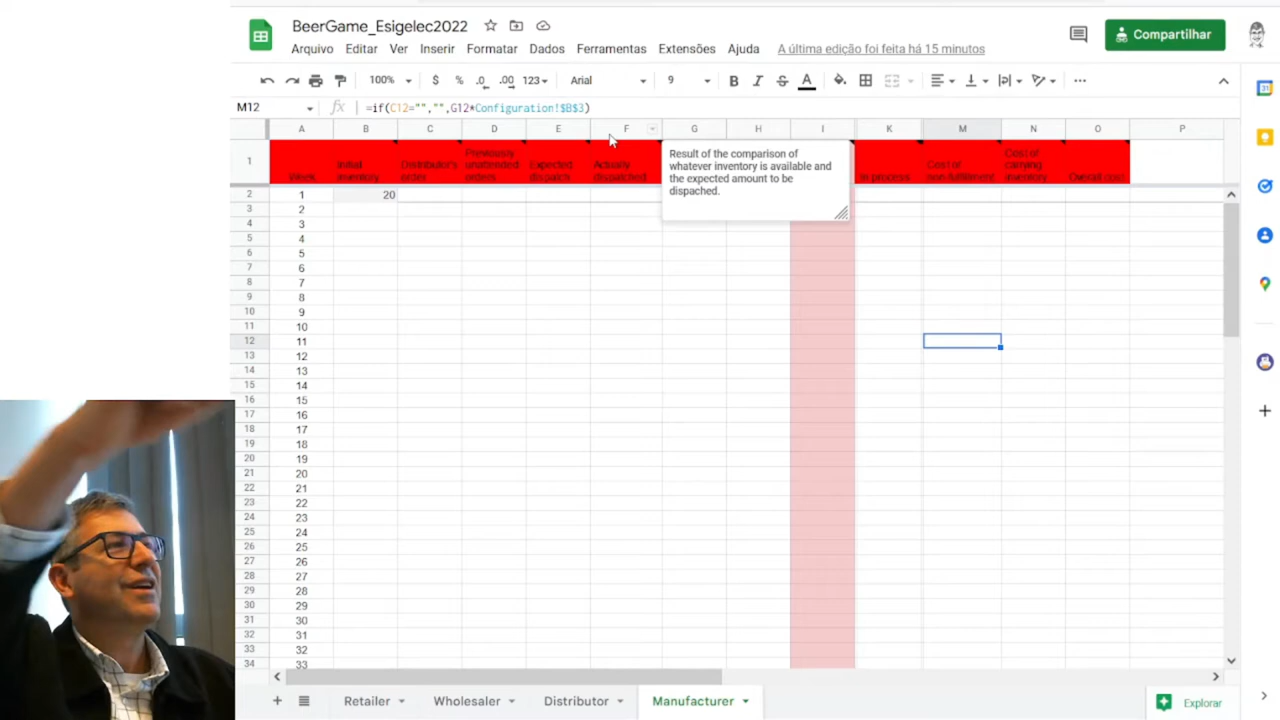 BeerGame_Esigelec2022
Arquivo Editar Ver Inserir Formatar Dados Ferramentas Extensões Ajuda A última edição foi feita há 15 minutos
Compartilhar
100% $ % .0 .00 123 Arial 9 B I S A
M12 fx =if(C12="","",G12*Configuration!$B$3)
A B C D E F G H I K M N O P
1 Week Initial inventory Distributor's order Previously unattended orders Expected dispatch Actually dispatched In process Cost of non-fulfillment Cost of carrying inventory Overall cost
Result of the comparison of
whatever inventory is available and
the expected amount to be
dispached.
2 1 20
3 2
4 3
5 4
6 5
7 6
8 7
9 8
10 9
11 10
12 11
13 12
14 13
15 14
16 15
17 16
18 17
19 18
20 19
21 20
22 21
23 22
24 23
25 24
26 25
27 26
28 27
29 28
30 29
31 30
32 31
33 32
34 33
+ Retailer Wholesaler Distributor Manufacturer Explorar